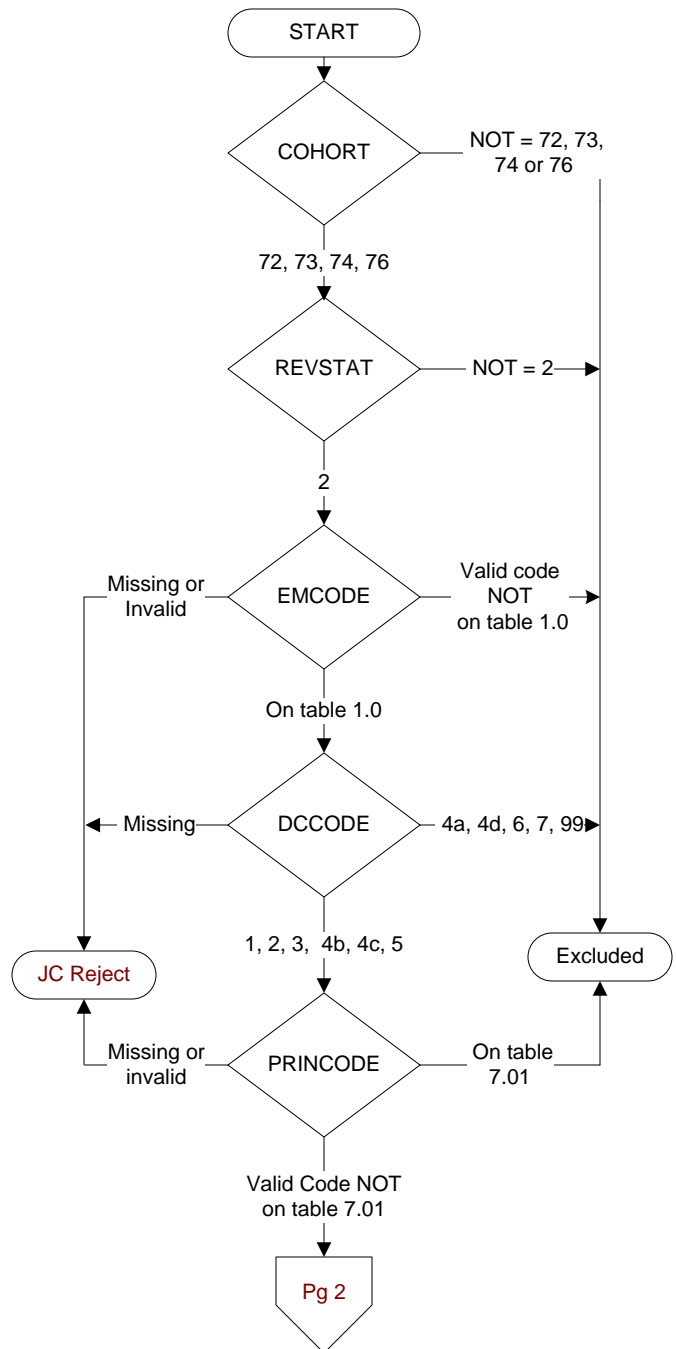 START
COHORT
NOT = 72, 73,
74 or 76
72, 73, 74, 76
REVSTAT
NOT = 2
2
Missing or
Invalid
EMCODE
Valid code
NOT
on table 1.0
On table 1.0
Missing
DCCODE
4a, 4d, 6, 7, 99
1, 2, 3, 4b, 4c, 5
JC Reject
Excluded
Missing or
invalid
PRINCODE
On table
7.01
Valid Code NOT
on table 7.01
Pg 2